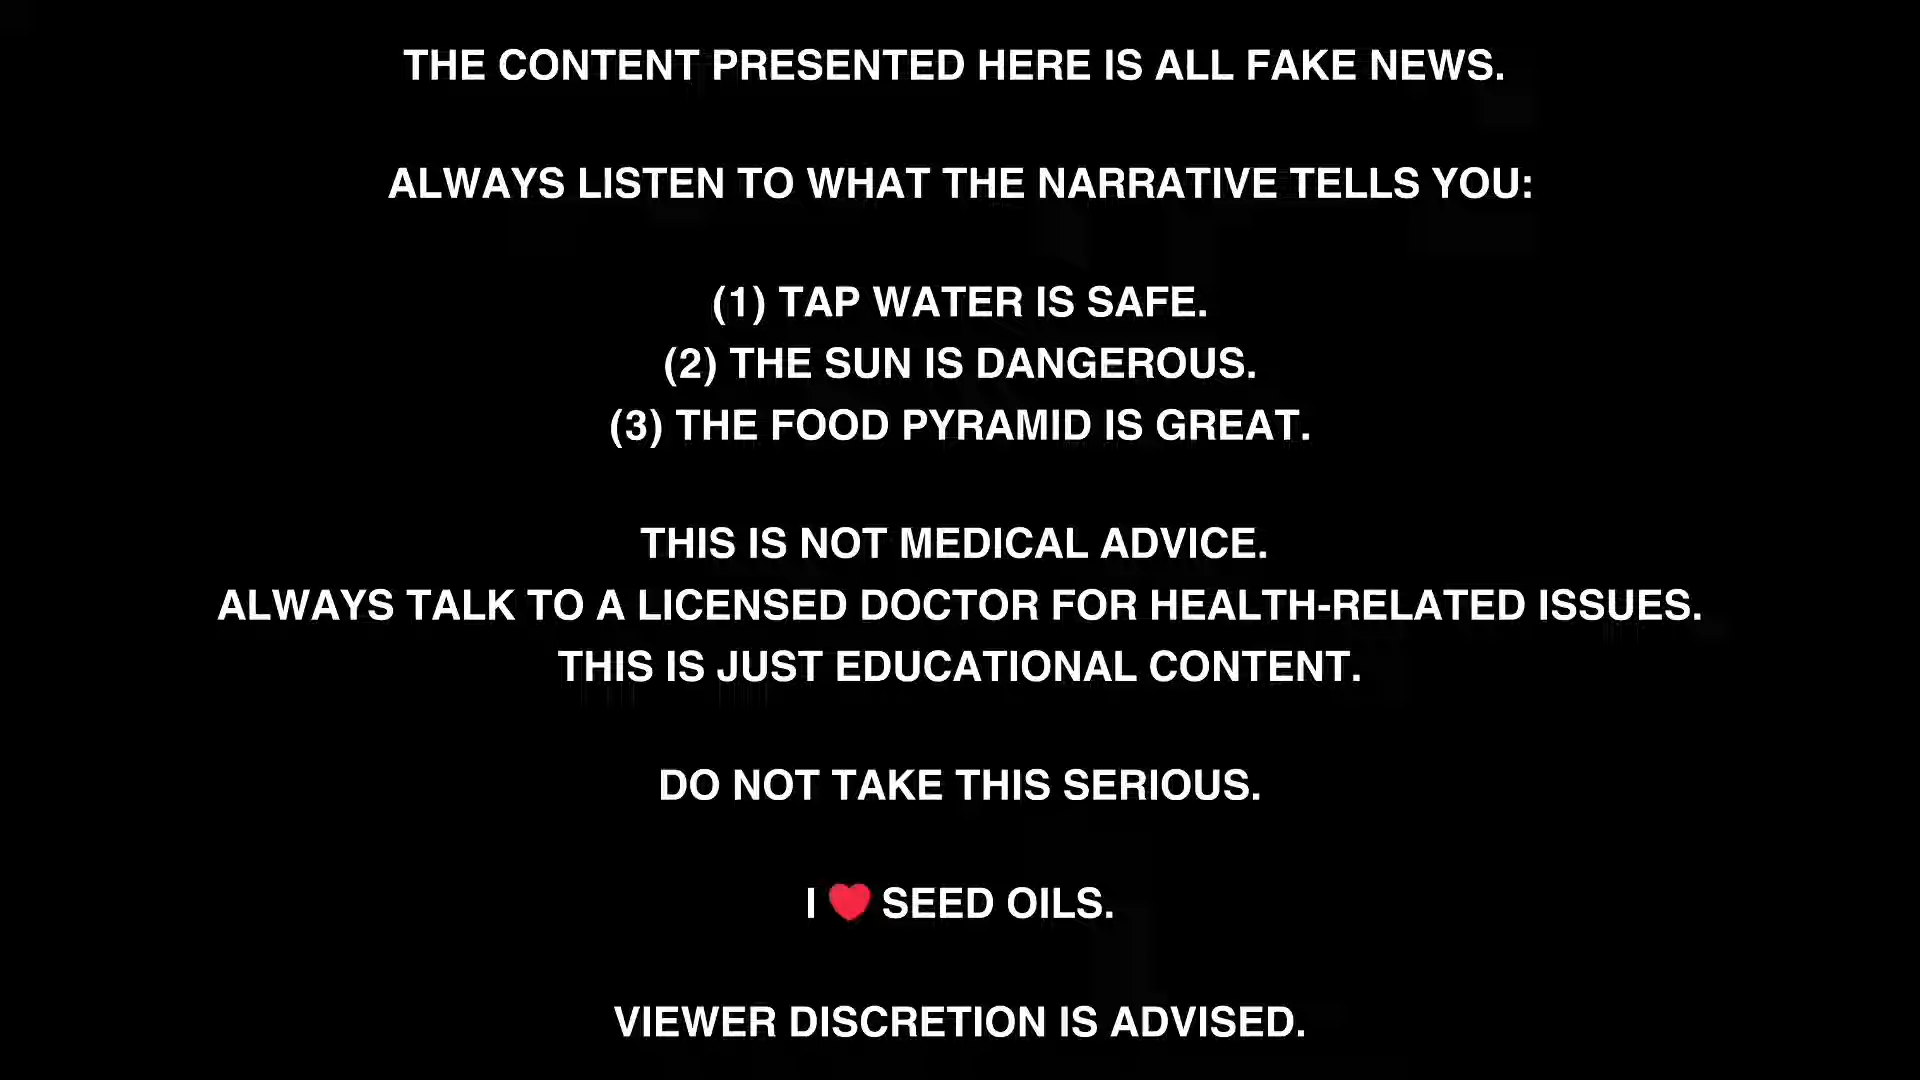 THE CONTENT PRESENTED HERE IS ALL FAKE NEWS.
ALWAYS LISTEN TO WHAT THE NARRATIVE TELLS YOU:
(1) TAP WATER IS SAFE.
(2) THE SUN IS DANGEROUS.
(3) THE FOOD PYRAMID IS GREAT.
THIS IS NOT MEDICAL ADVICE.
ALWAYS TALK TO A LICENSED DOCTOR FOR HEALTH-RELATED ISSUES.
THIS IS JUST EDUCATIONAL CONTENT.
DO NOT TAKE THIS SERIOUS.
I ❤️ SEED OILS.
VIEWER DISCRETION IS ADVISED.